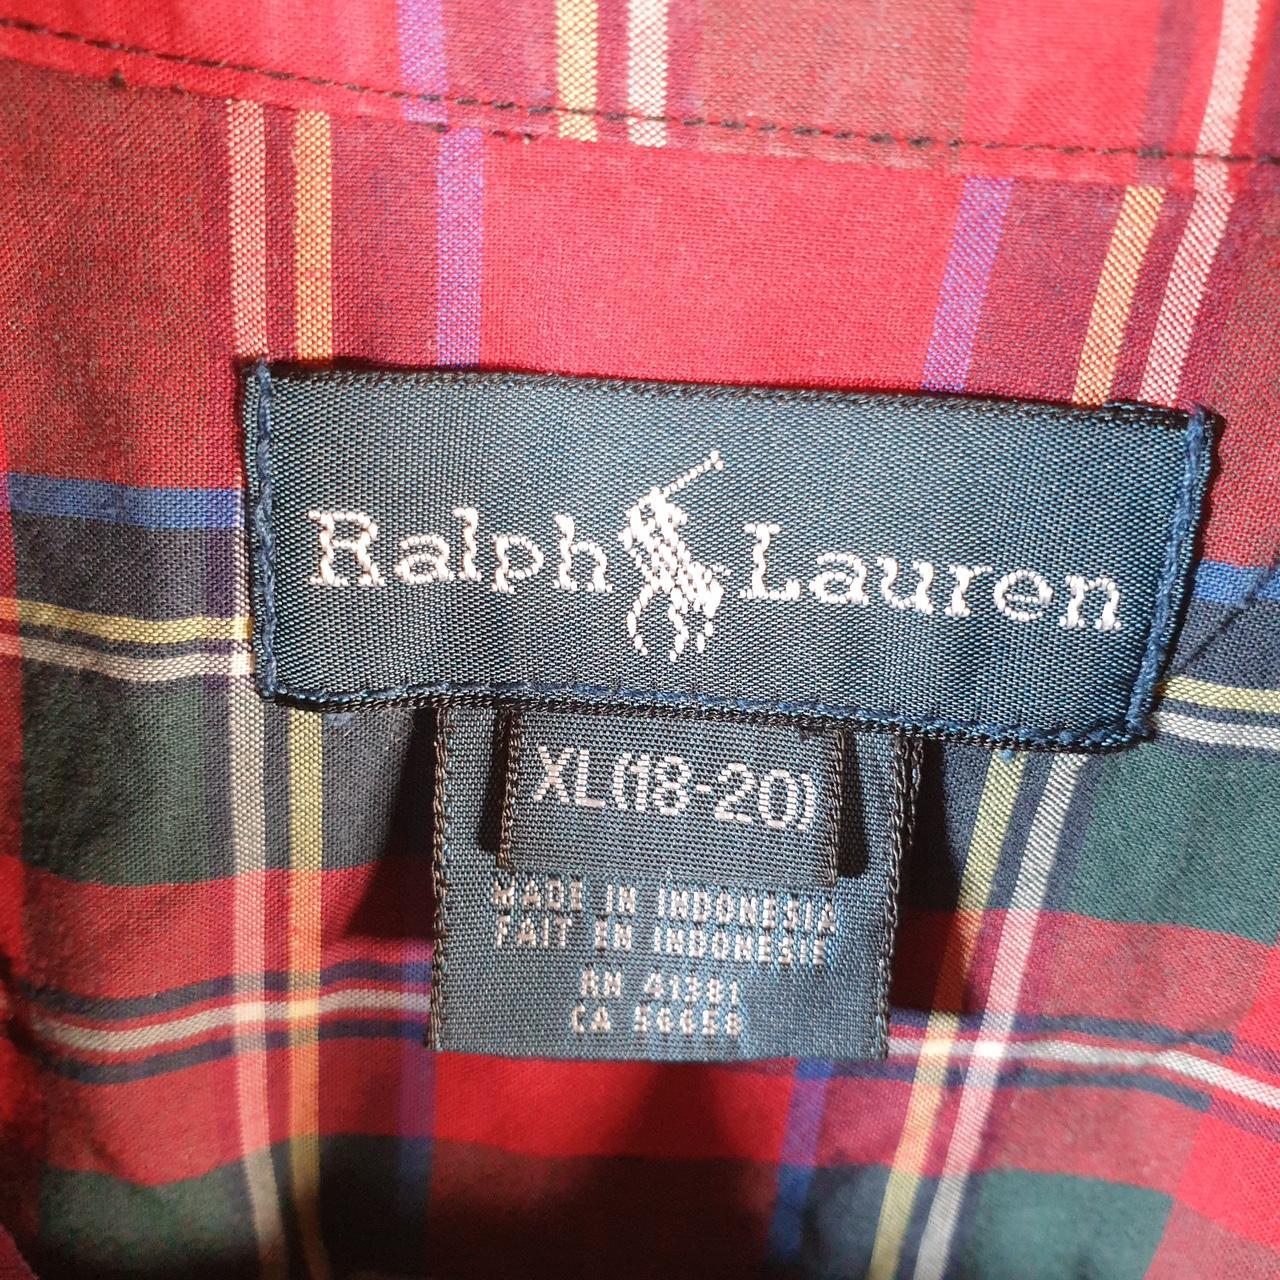 Ralph Lauren
XL(18-20)
MADE IN INDONESIA
FAIT EN INDONESIE
RN 41381
CA 56658